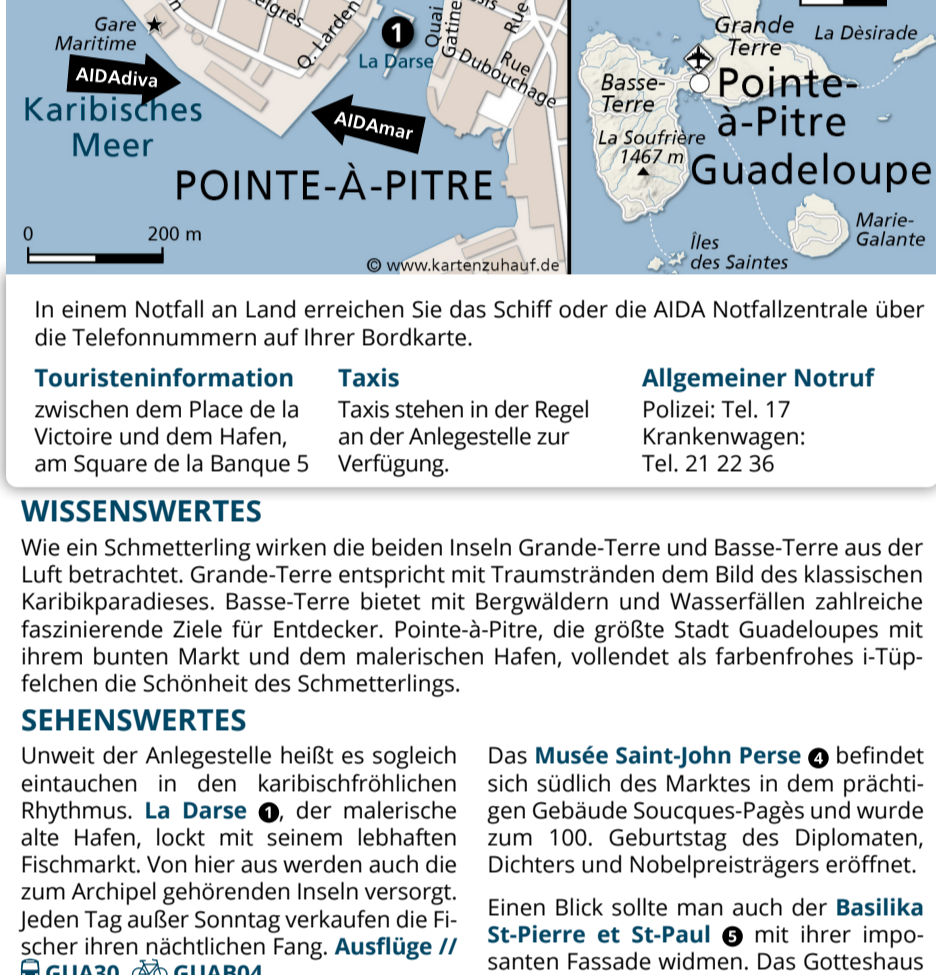 Gare
Maritime
AIDAdiva
Karibisches
Meer
O. Larden
1
La Darse
Quai
Gatine
Rue
Rue
Dubouchage
AIDAmar
POINTE-À-PITRE
0 200 m
© www.kartenzuhauf.de
Grande
Terre
La Dèsirade
Basse-
Terre
Pointe-
à-Pitre
La Soufrière
1467 m
Guadeloupe
Marie-
Galante
Îles
des Saintes
In einem Notfall an Land erreichen Sie das Schiff oder die AIDA Notfallzentrale über
die Telefonnummern auf Ihrer Bordkarte.
Touristeninformation
zwischen dem Place de la
Victoire und dem Hafen,
am Square de la Banque 5
Taxis
Taxis stehen in der Regel
an der Anlegestelle zur
Verfügung.
Allgemeiner Notruf
Polizei: Tel. 17
Krankenwagen:
Tel. 21 22 36
WISSENSWERTES
Wie ein Schmetterling wirken die beiden Inseln Grande-Terre und Basse-Terre aus der
Luft betrachtet. Grande-Terre entspricht mit Traumstränden dem Bild des klassischen
Karibikparadieses. Basse-Terre bietet mit Bergwäldern und Wasserfällen zahlreiche
faszinierende Ziele für Entdecker. Pointe-à-Pitre, die größte Stadt Guadeloupes mit
ihrem bunten Markt und dem malerischen Hafen, vollendet als farbenfrohes i-Tüp-
felchen die Schönheit des Schmetterlings.
SEHENSWERTES
Unweit der Anlegestelle heißt es sogleich
eintauchen in den karibischfröhlichen
Rhythmus. La Darse 1, der malerische
alte Hafen, lockt mit seinem lebhaften
Fischmarkt. Von hier aus werden auch die
zum Archipel gehörenden Inseln versorgt.
Jeden Tag außer Sonntag verkaufen die Fi-
scher ihren nächtlichen Fang. Ausflüge //
GUA30, GUAB04
Das Musée Saint-John Perse 4 befindet
sich südlich des Marktes in dem prächti-
gen Gebäude Soucques-Pagès und wurde
zum 100. Geburtstag des Diplomaten,
Dichters und Nobelpreisträgers eröffnet.
Einen Blick sollte man auch der Basilika
St-Pierre et St-Paul 5 mit ihrer impo-
santen Fassade widmen. Das Gotteshaus